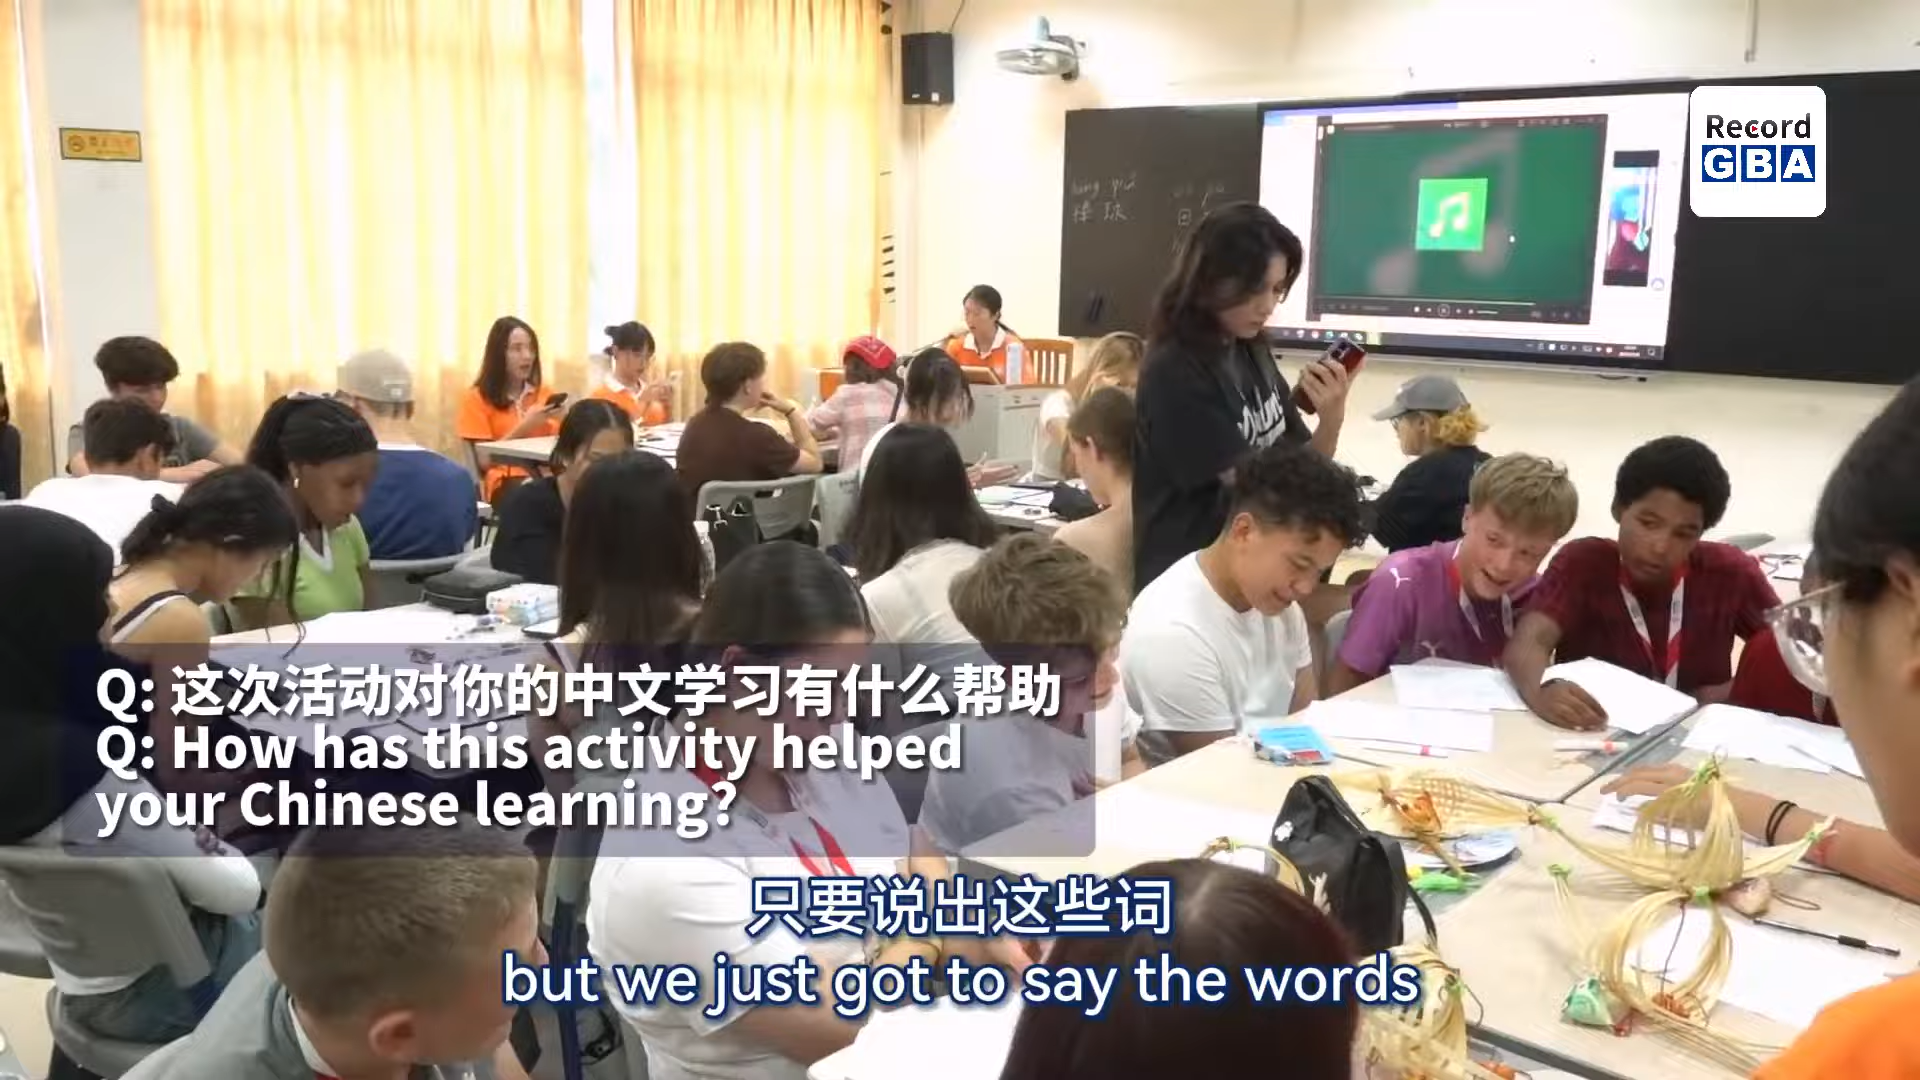 Record
GBA
Q: 这次活动对你的中文学习有什么帮助
Q: How has this activity helped
your Chinese learning?
只要说出这些词
but we just got to say the words